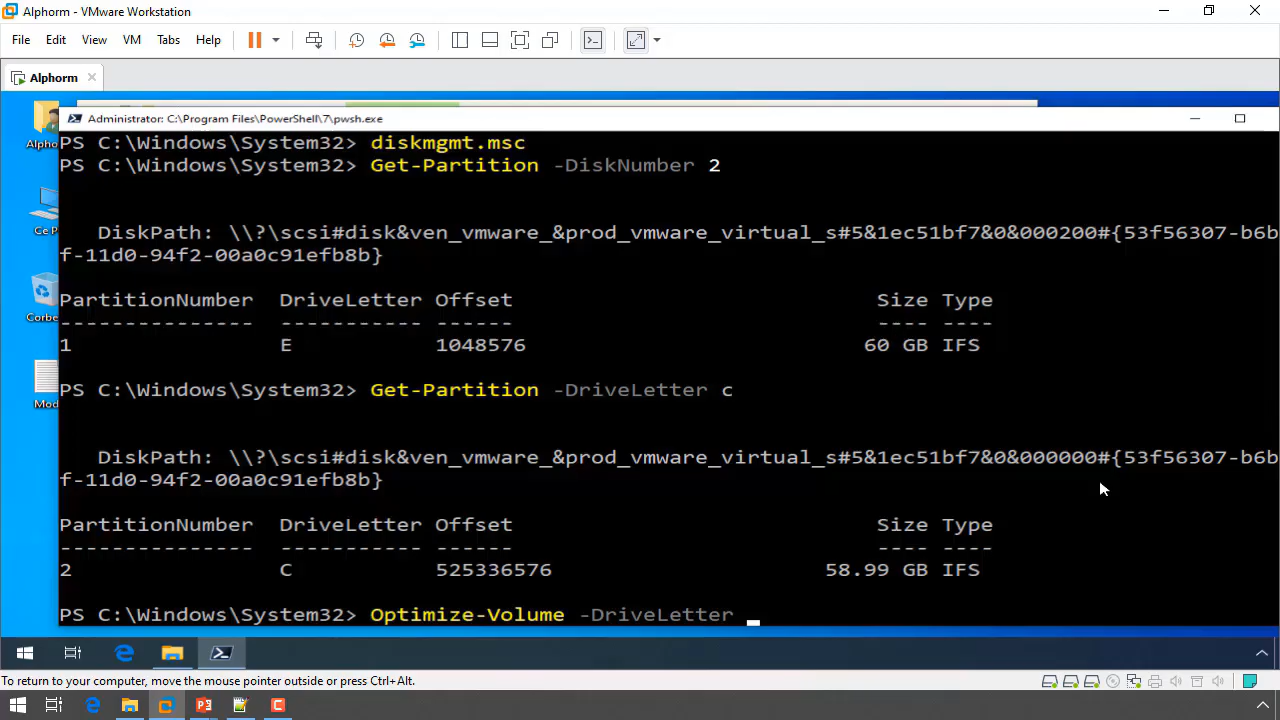 Alphorm - VMware Workstation
File Edit View VM Tabs Help
Alphorm
Administrator: C:\Program Files\PowerShell\7\pwsh.exe
PS C:\Windows\System32> diskmgmt.msc
PS C:\Windows\System32> Get-Partition -DiskNumber 2
DiskPath: \\?\scsi#disk&ven_vmware_&prod_vmware_virtual_s#5&1ec51bf7&0&000200#{53f56307-b6b
f-11d0-94f2-00a0c91efb8b}
PartitionNumber DriveLetter Offset Size Type
--------------- ----------- ------ ---- ----
1 E 1048576 60 GB IFS
PS C:\Windows\System32> Get-Partition -DriveLetter c
DiskPath: \\?\scsi#disk&ven_vmware_&prod_vmware_virtual_s#5&1ec51bf7&0&000000#{53f56307-b6b
f-11d0-94f2-00a0c91efb8b}
PartitionNumber DriveLetter Offset Size Type
--------------- ----------- ------ ---- ----
2 C 525336576 58.99 GB IFS
PS C:\Windows\System32> Optimize-Volume -DriveLetter
Alpho
Ce P
Corbe
Mod
To return to your computer, move the mouse pointer outside or press Ctrl+Alt.